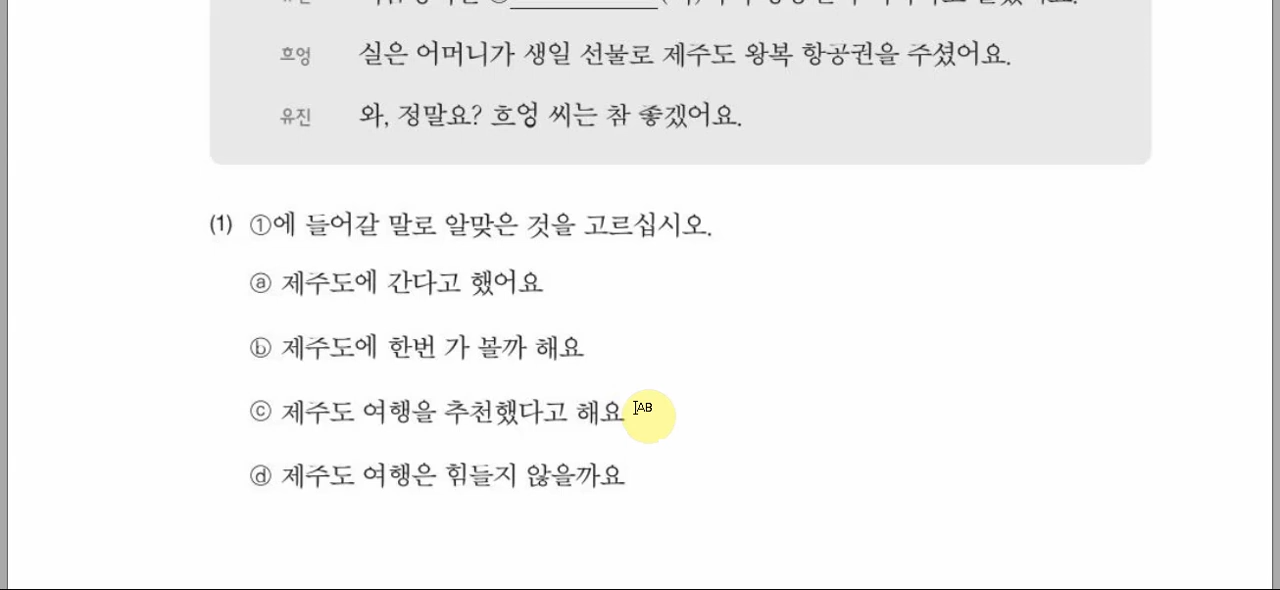 흐엉 실은 어머니가 생일 선물로 제주도 왕복 항공권을 주셨어요.
유진 와, 정말요? 흐엉 씨는 참 좋겠어요.
(1) ①에 들어갈 말로 알맞은 것을 고르십시오.
ⓐ 제주도에 간다고 했어요
ⓑ 제주도에 한번 가 볼까 해요
ⓒ 제주도 여행을 추천했다고 해요
ⓓ 제주도 여행은 힘들지 않을까요